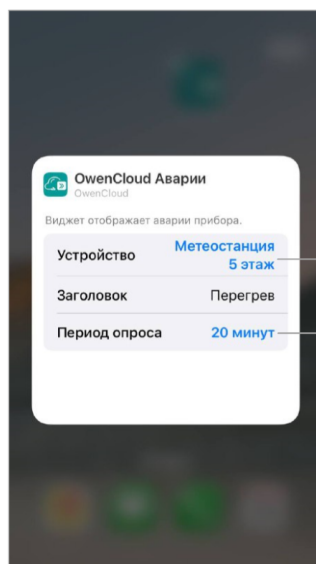 OwenCloud Аварии
OwenCloud
Виджет отображает аварии прибора.
Устройство Метеостанция
5 этаж
Заголовок Перегрев
Период опроса 20 минут